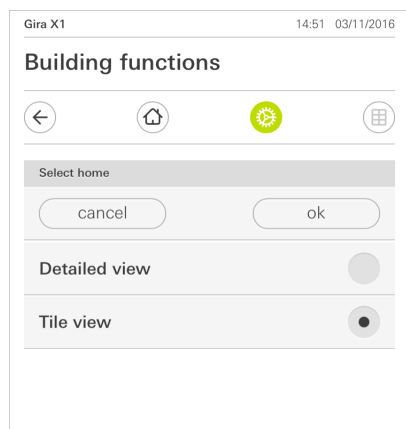 Gira X1 14:51 03/11/2016
Building functions
Select home
cancel ok
Detailed view
Tile view